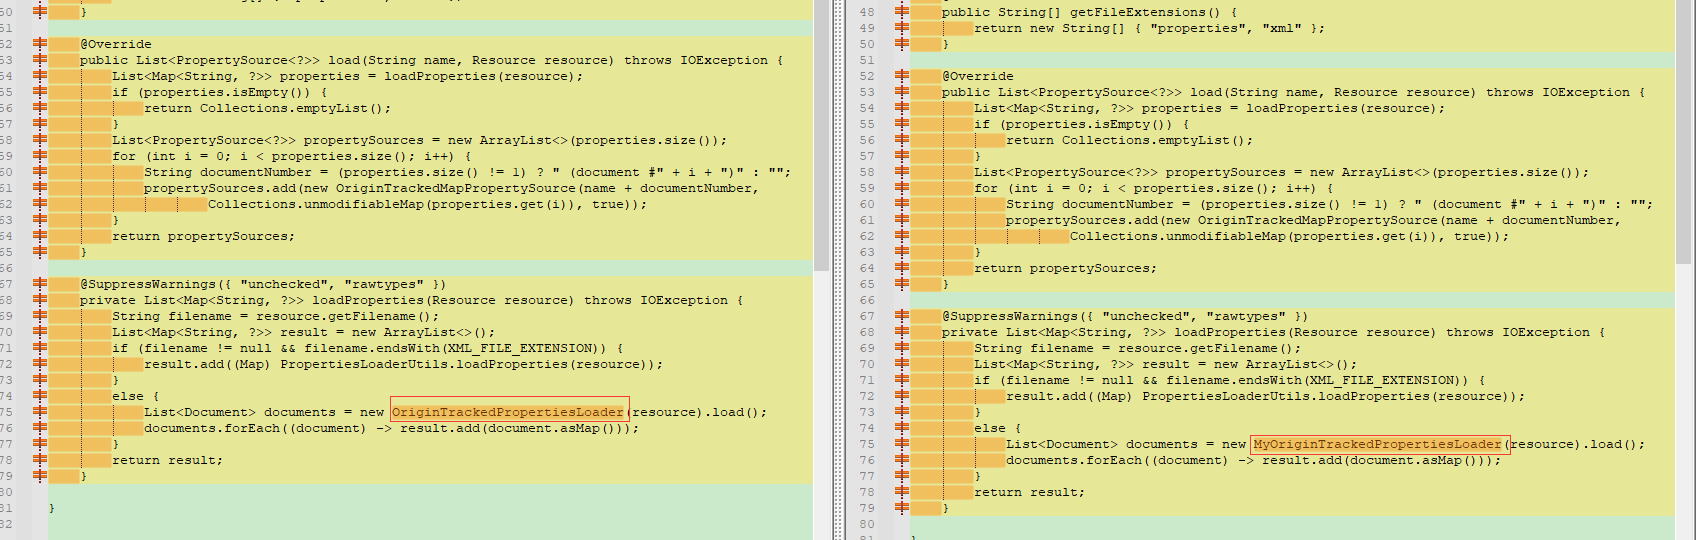 50 }
51
52 @Override
53 public List<PropertySource<?>> load(String name, Resource resource) throws IOException {
54 List<Map<String, ?>> properties = loadProperties(resource);
55 if (properties.isEmpty()) {
56 return Collections.emptyList();
57 }
58 List<PropertySource<?>> propertySources = new ArrayList<>(properties.size());
59 for (int i = 0; i < properties.size(); i++) {
60 String documentNumber = (properties.size() != 1) ? " (document #" + i + ")" : "";
61 propertySources.add(new OriginTrackedMapPropertySource(name + documentNumber,
62 Collections.unmodifiableMap(properties.get(i)), true));
63 }
64 return propertySources;
65 }
66
67 @SuppressWarnings({ "unchecked", "rawtypes" })
68 private List<Map<String, ?>> loadProperties(Resource resource) throws IOException {
69 String filename = resource.getFilename();
70 List<Map<String, ?>> result = new ArrayList<>();
71 if (filename != null && filename.endsWith(XML_FILE_EXTENSION)) {
72 result.add((Map) PropertiesLoaderUtils.loadProperties(resource));
73 }
74 else {
75 List<Document> documents = new OriginTrackedPropertiesLoader(resource).load();
76 documents.forEach((document) -> result.add(document.asMap()));
77 }
78 return result;
79 }
80
81 }
82
48 public String[] getFileExtensions() {
49 return new String[] { "properties", "xml" };
50 }
51
52 @Override
53 public List<PropertySource<?>> load(String name, Resource resource) throws IOException {
54 List<Map<String, ?>> properties = loadProperties(resource);
55 if (properties.isEmpty()) {
56 return Collections.emptyList();
57 }
58 List<PropertySource<?>> propertySources = new ArrayList<>(properties.size());
59 for (int i = 0; i < properties.size(); i++) {
60 String documentNumber = (properties.size() != 1) ? " (document #" + i + ")" : "";
61 propertySources.add(new OriginTrackedMapPropertySource(name + documentNumber,
62 Collections.unmodifiableMap(properties.get(i)), true));
63 }
64 return propertySources;
65 }
66
67 @SuppressWarnings({ "unchecked", "rawtypes" })
68 private List<Map<String, ?>> loadProperties(Resource resource) throws IOException {
69 String filename = resource.getFilename();
70 List<Map<String, ?>> result = new ArrayList<>();
71 if (filename != null && filename.endsWith(XML_FILE_EXTENSION)) {
72 result.add((Map) PropertiesLoaderUtils.loadProperties(resource));
73 }
74 else {
75 List<Document> documents = new MyOriginTrackedPropertiesLoader(resource).load();
76 documents.forEach((document) -> result.add(document.asMap()));
77 }
78 return result;
79 }
80